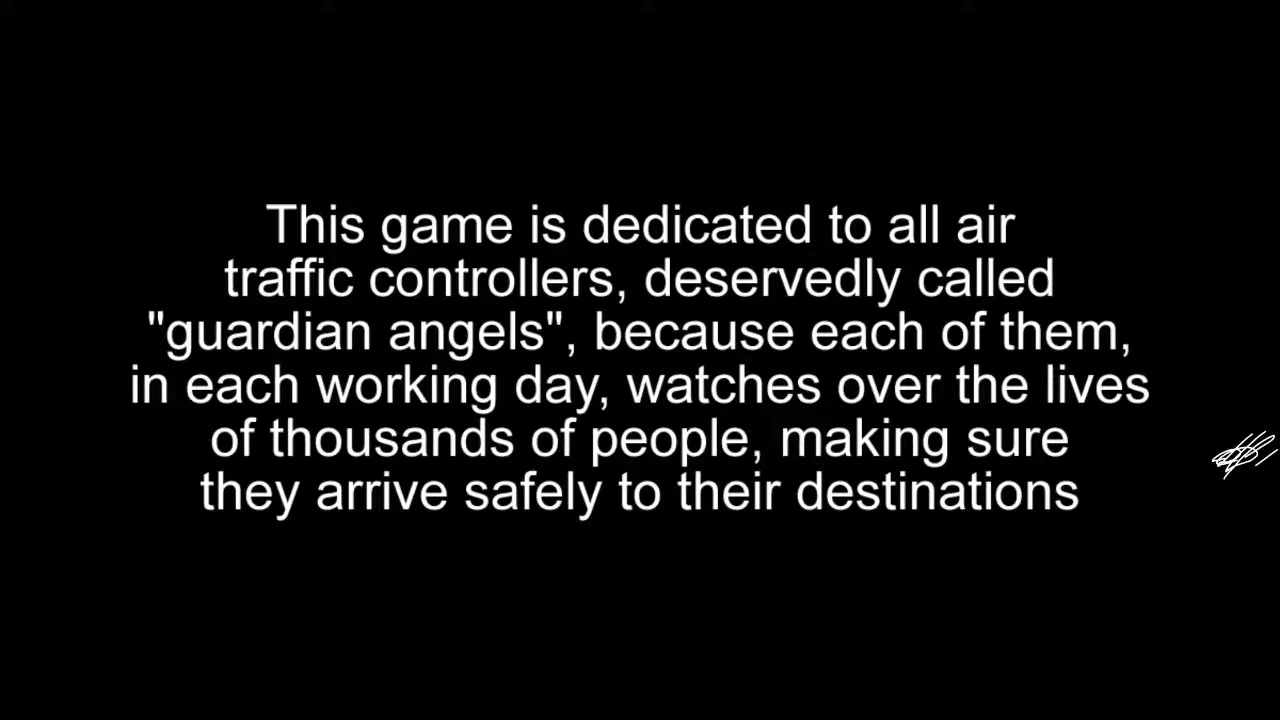 This game is dedicated to all air
traffic controllers, deservedly called
"guardian angels", because each of them,
in each working day, watches over the lives
of thousands of people, making sure
they arrive safely to their destinations